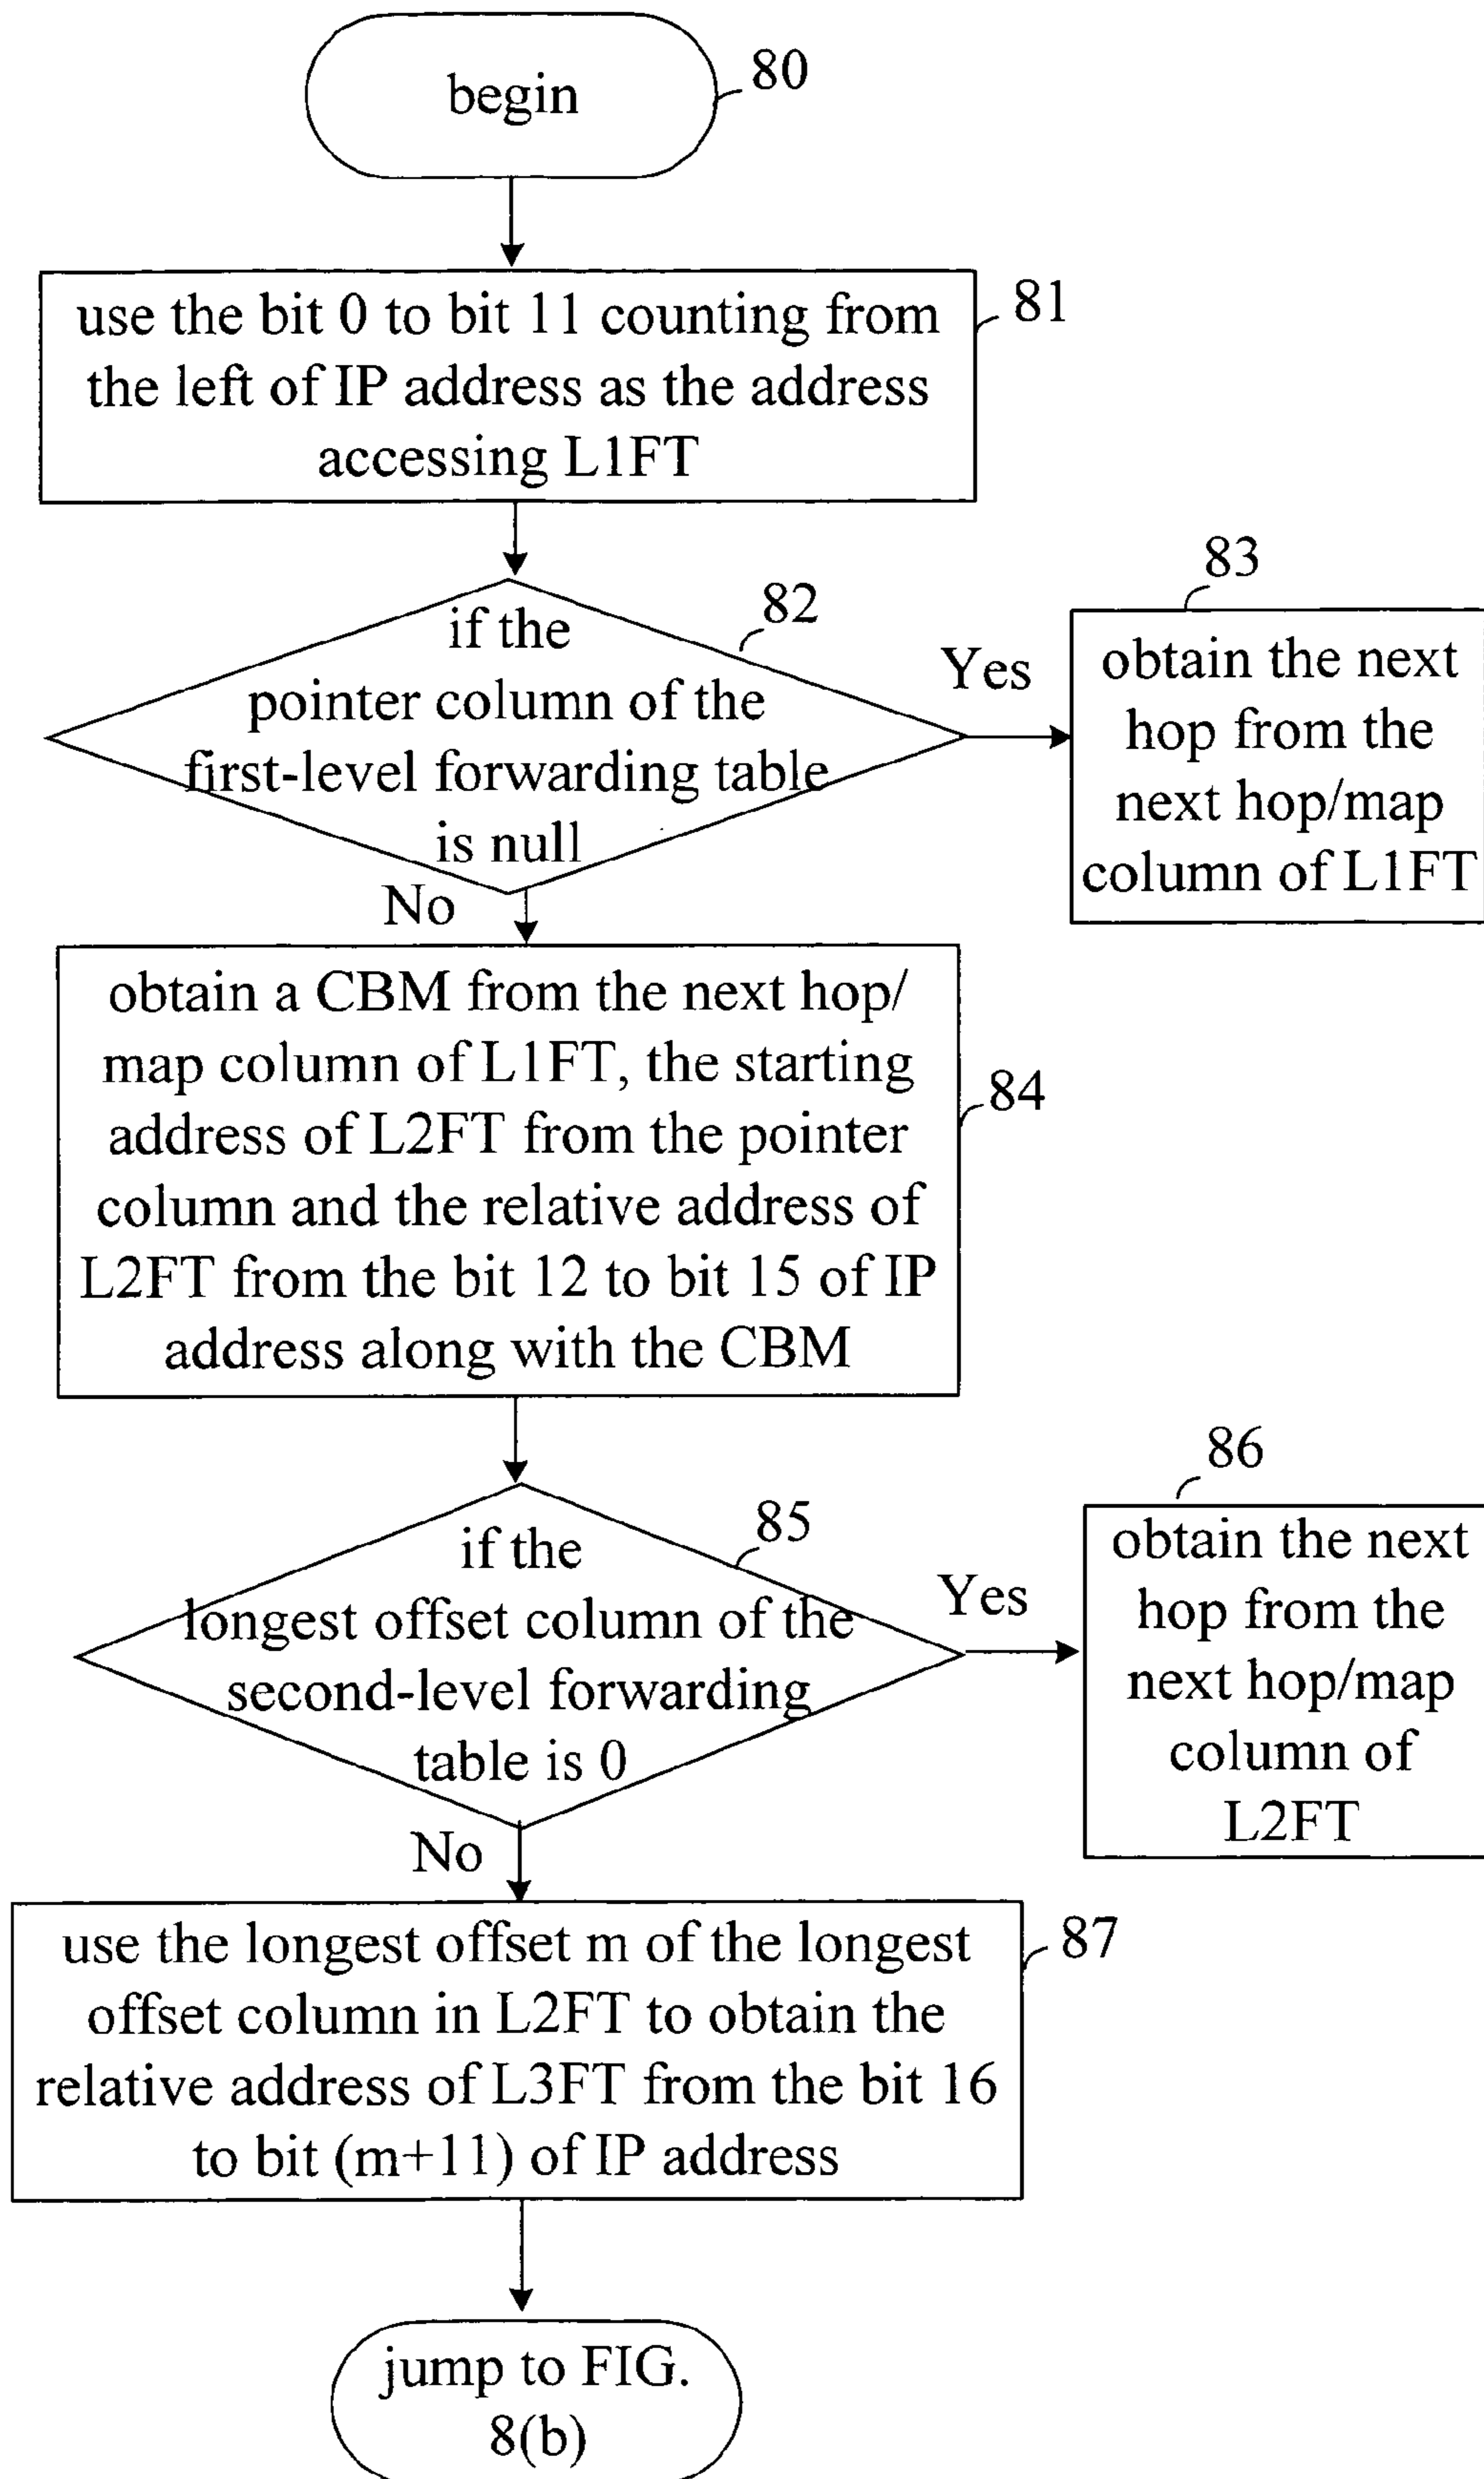 begin
80
use the bit 0 to bit 11 counting from
the left of IP address as the address
accessing L1FT
81
if the
pointer column of the
first-level forwarding table
is null
82
Yes
83
obtain the next
hop from the
next hop/map
column of L1FT
No
obtain a CBM from the next hop/
map column of L1FT, the starting
address of L2FT from the pointer
column and the relative address of
L2FT from the bit 12 to bit 15 of IP
address along with the CBM
84
if the
longest offset column of the
second-level forwarding
table is 0
85
Yes
86
obtain the next
hop from the
next hop/map
column of
L2FT
No
use the longest offset m of the longest
offset column in L2FT to obtain the
relative address of L3FT from the bit 16
to bit (m+11) of IP address
87
jump to FIG.
8(b)